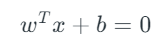 w^T x + b = 0